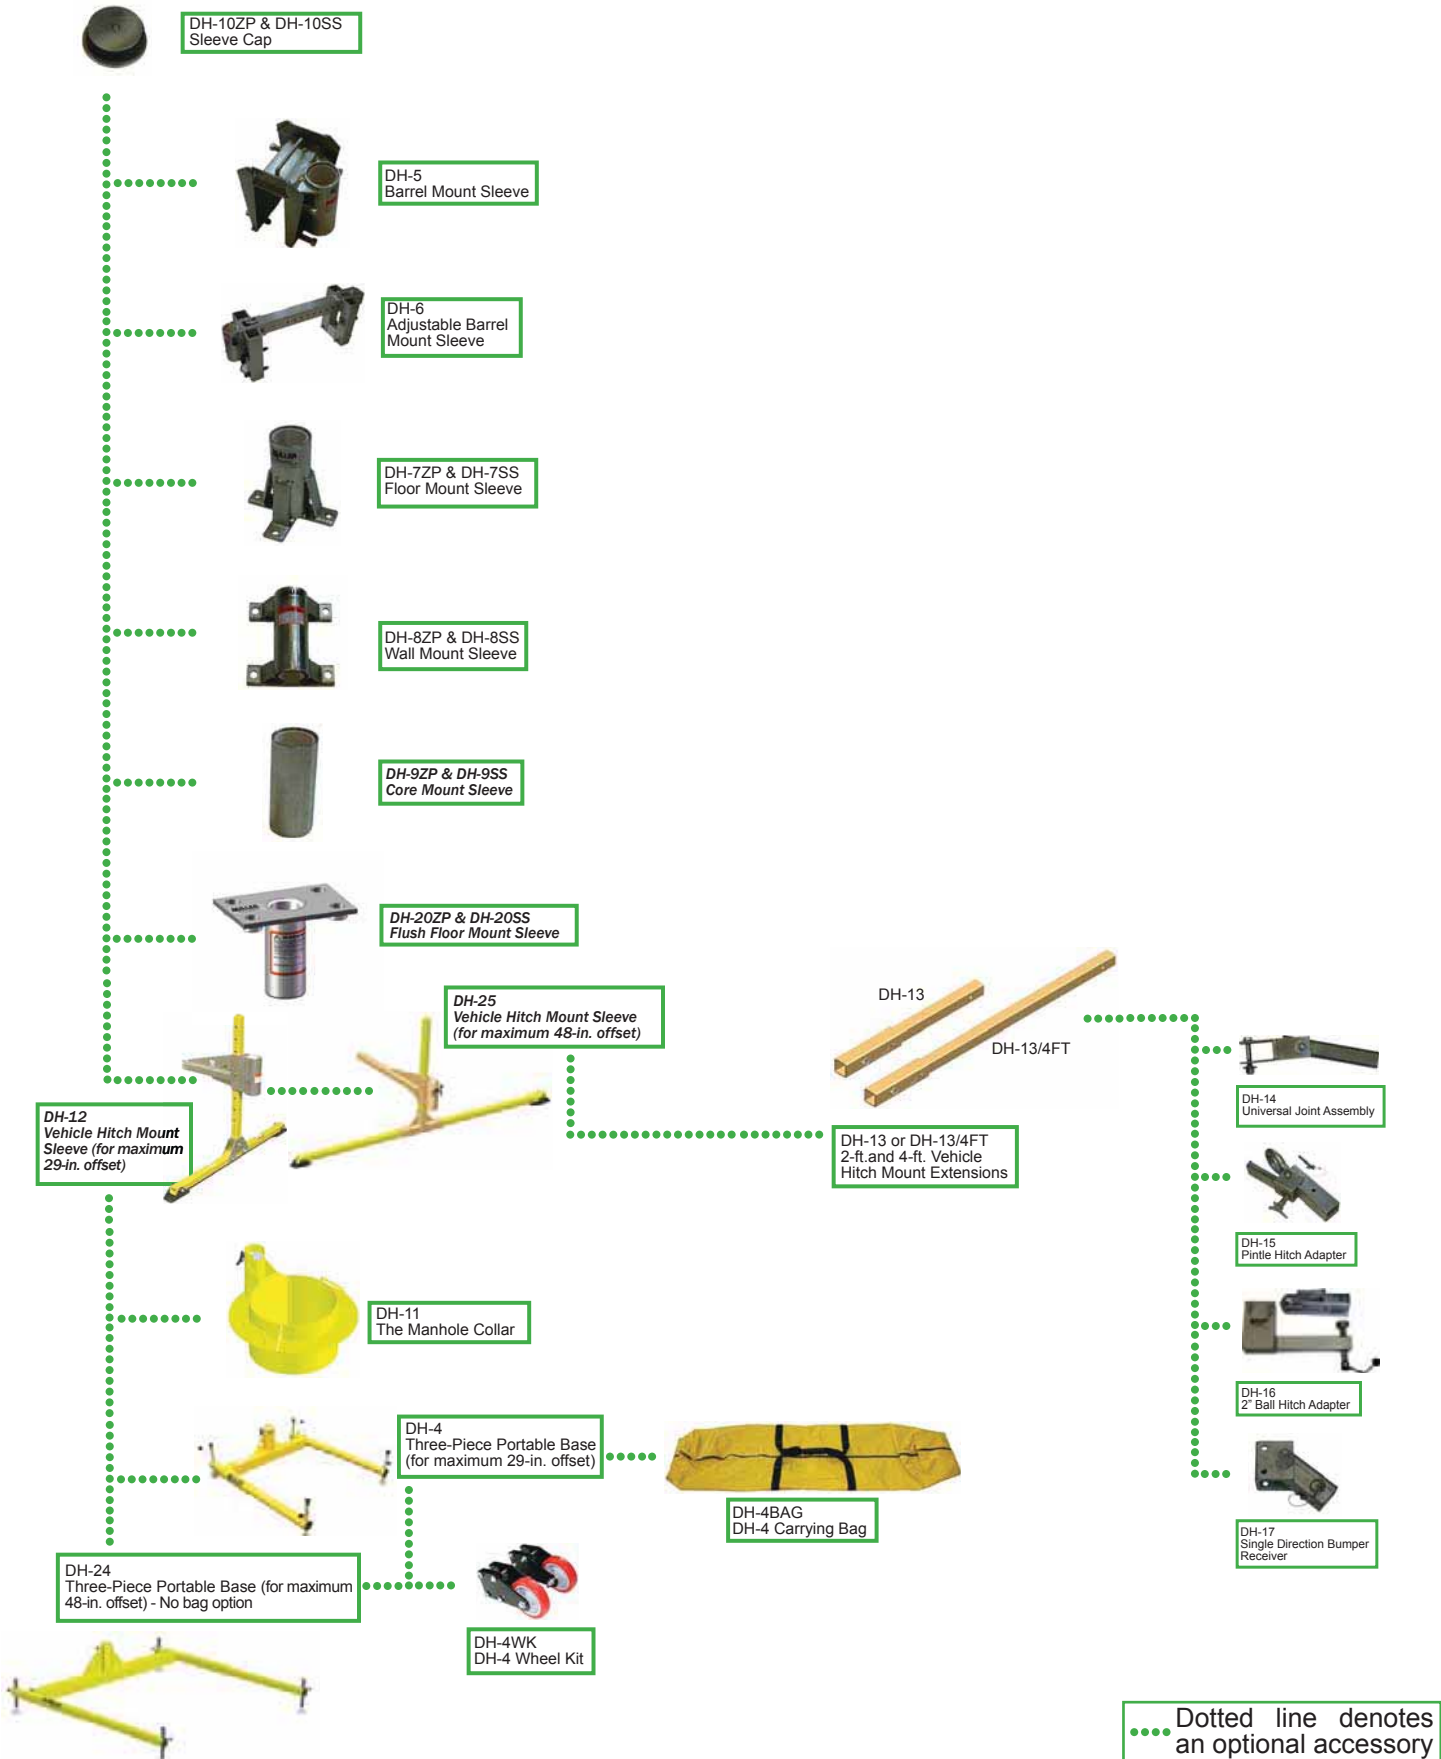 DH-10ZP & DH-10SS
Sleeve Cap
DH-5
Barrel Mount Sleeve
DH-6
Adjustable Barrel
Mount Sleeve
DH-7ZP & DH-7SS
Floor Mount Sleeve
DH-8ZP & DH-8SS
Wall Mount Sleeve
DH-9ZP & DH-9SS
Core Mount Sleeve
DH-20ZP & DH-20SS
Flush Floor Mount Sleeve
DH-25
Vehicle Hitch Mount Sleeve
(for maximum 48-in. offset)
DH-12
Vehicle Hitch Mount
Sleeve (for maximum
29-in. offset)
DH-13
DH-13/4FT
DH-13 or DH-13/4FT
2-ft.and 4-ft. Vehicle
Hitch Mount Extensions
DH-14
Universal Joint Assembly
DH-15
Pintle Hitch Adapter
DH-16
2" Ball Hitch Adapter
DH-17
Single Direction Bumper
Receiver
DH-11
The Manhole Collar
DH-4
Three-Piece Portable Base
(for maximum 29-in. offset)
DH-4BAG
DH-4 Carrying Bag
DH-24
Three-Piece Portable Base (for maximum
48-in. offset) - No bag option
DH-4WK
DH-4 Wheel Kit
Dotted line denotes
an optional accessory